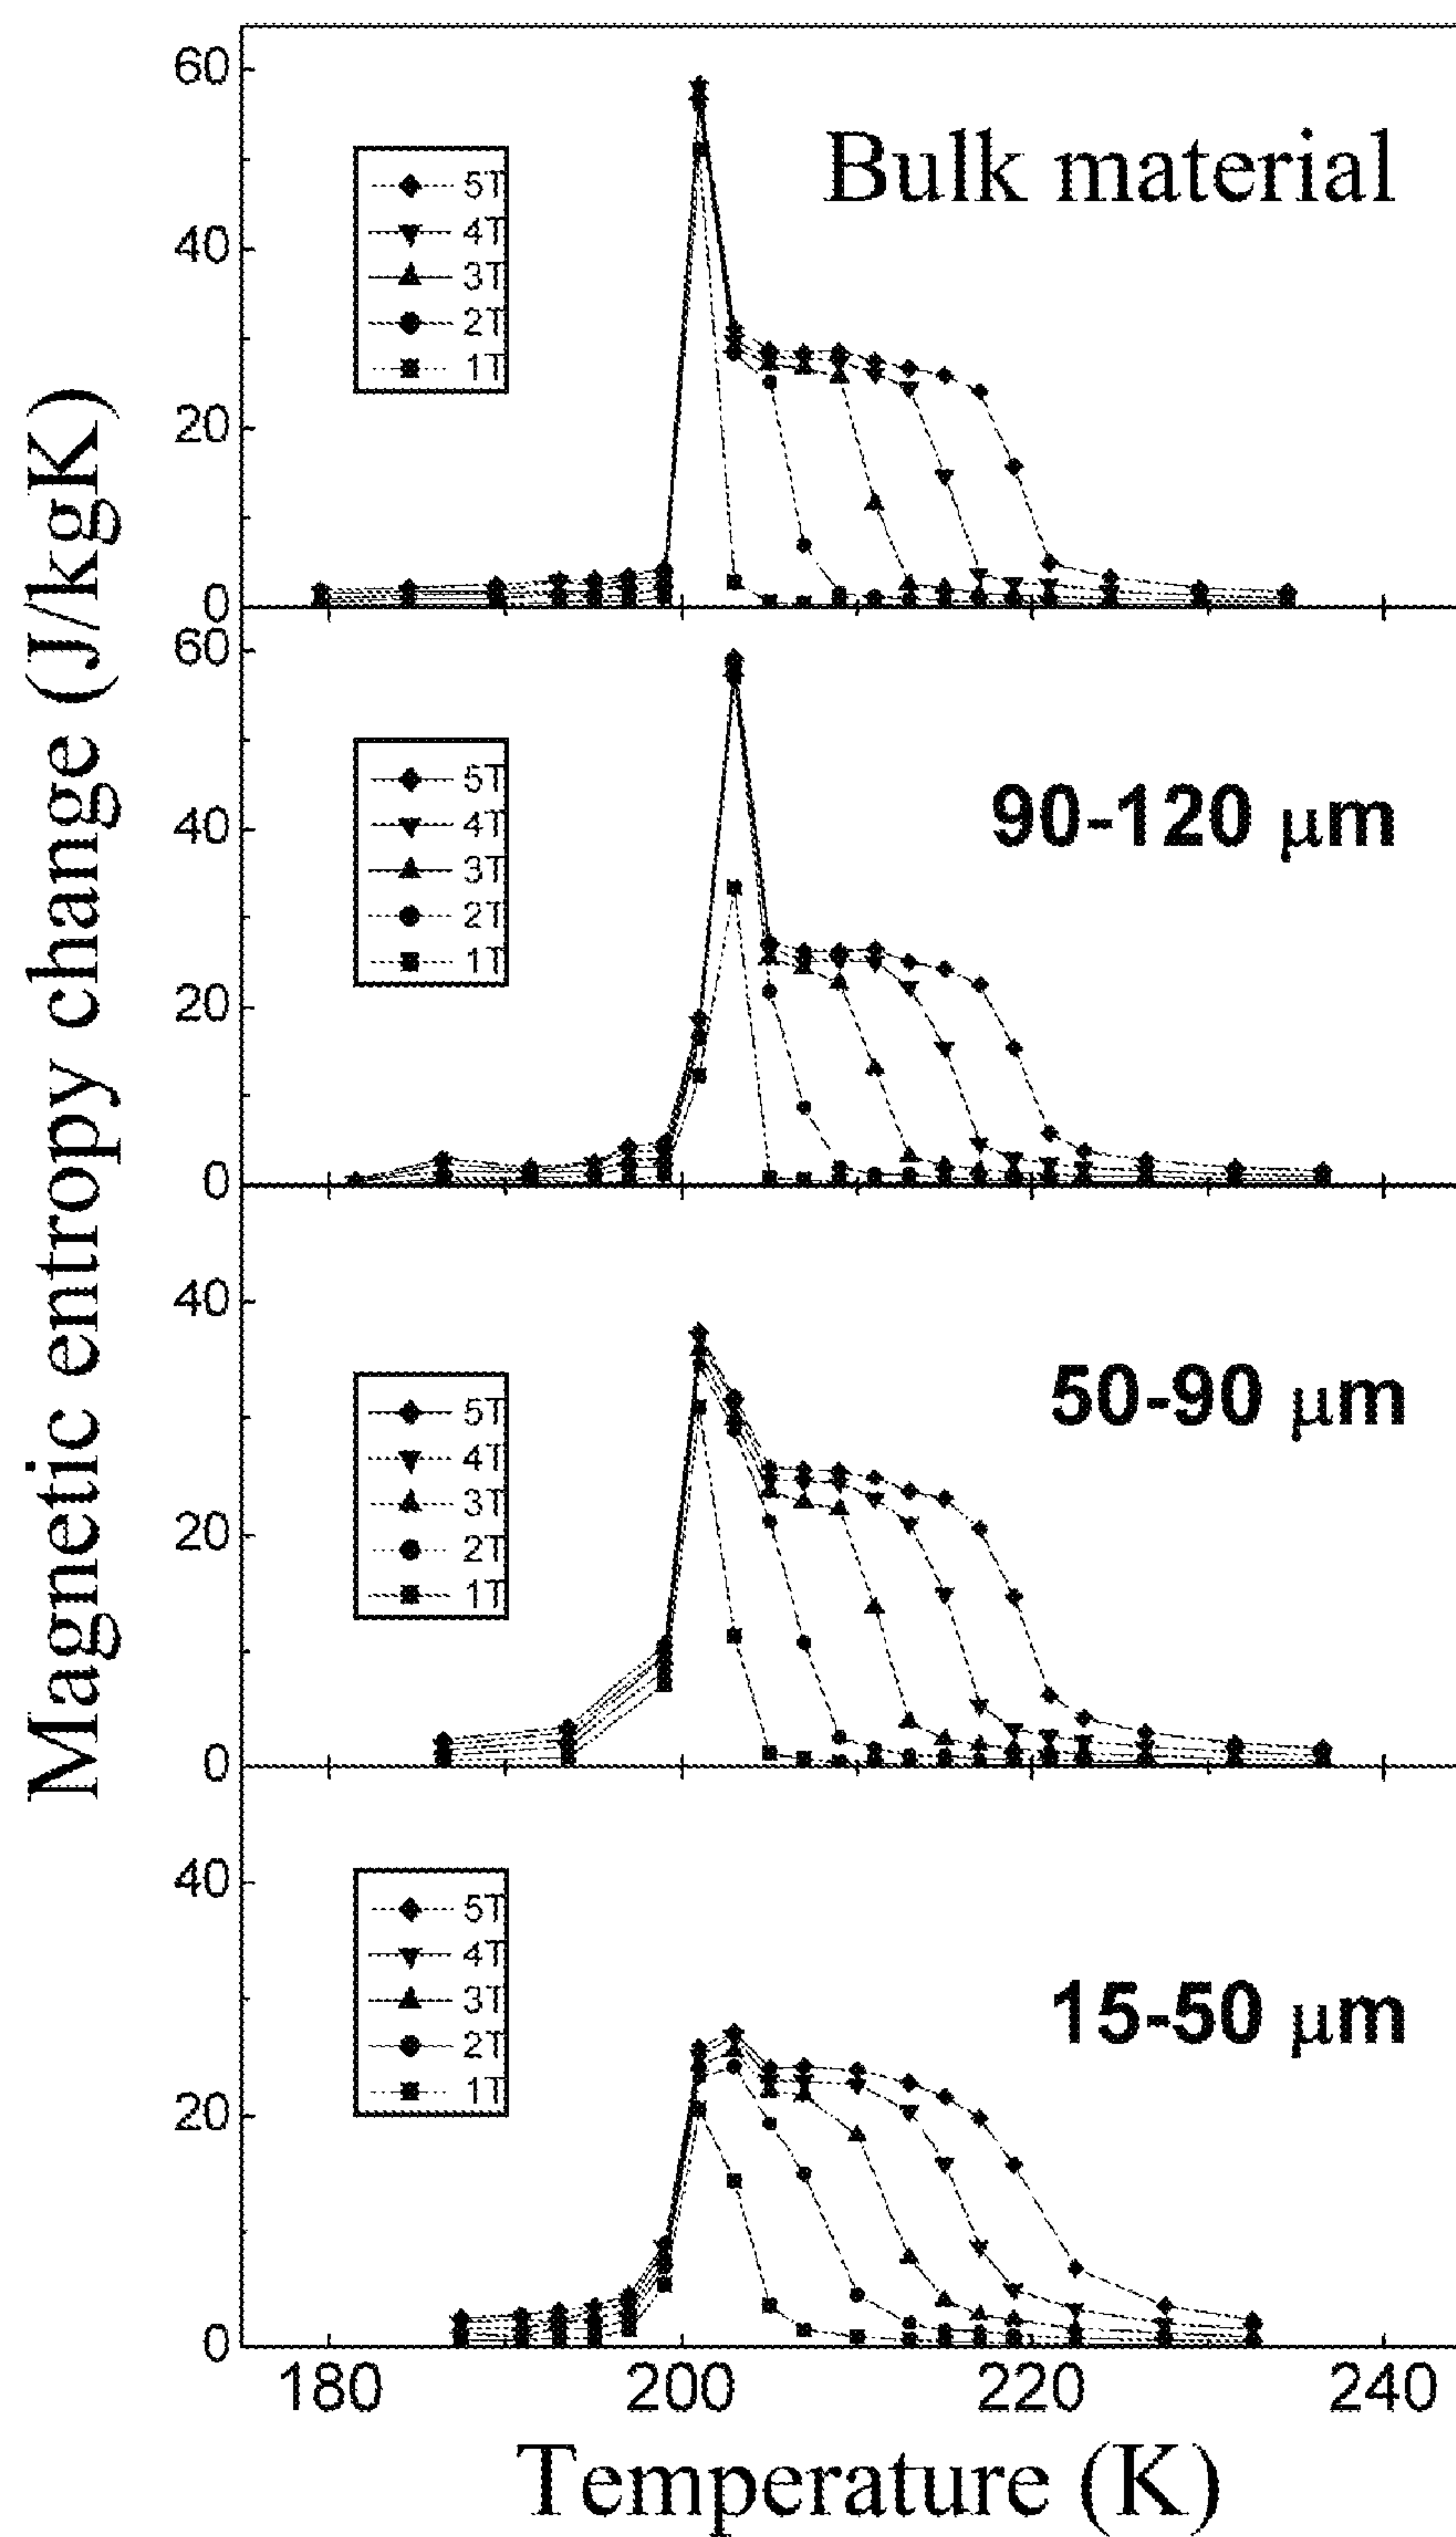 Magnetic entropy change (J/kgK)
60
40
20
0
5T
4T
3T
2T
1T
Bulk material
60
40
20
0
5T
4T
3T
2T
1T
90-120 μm
40
20
0
5T
4T
3T
2T
1T
50-90 μm
40
20
0
5T
4T
3T
2T
1T
15-50 μm
180
200
220
240
Temperature (K)